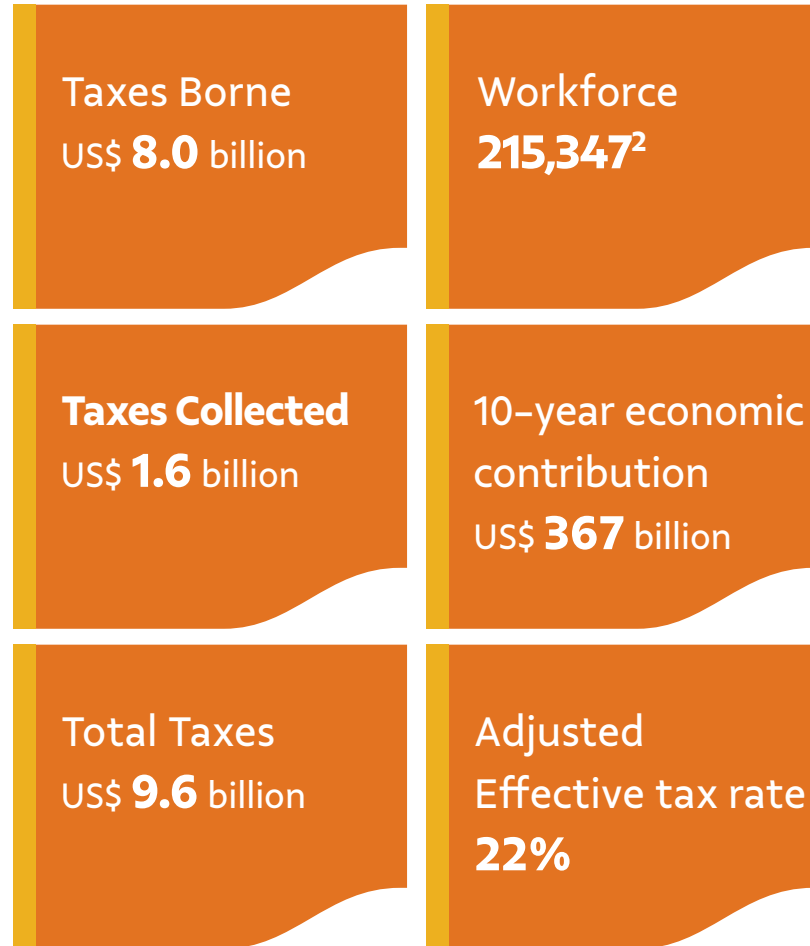 Taxes Borne
US$ 8.0 billion
Workforce
215,347²
Taxes Collected
US$ 1.6 billion
10-year economic
contribution
US$ 367 billion
Total Taxes
US$ 9.6 billion
Adjusted
Effective tax rate
22%